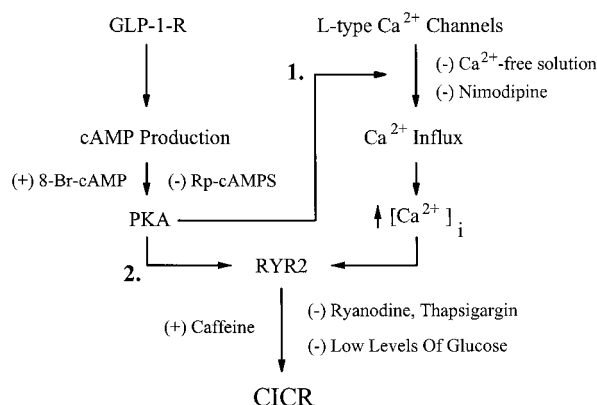 GLP-1-R
L-type Ca²⁺ Channels
1.
(-) Ca²⁺-free solution
(-) Nimodipine
cAMP Production
Ca²⁺ Influx
(+) 8-Br-cAMP
(-) Rp-cAMPS
PKA
[Ca²⁺]ᵢ
2.
RYR2
(+) Caffeine
(-) Ryanodine, Thapsigargin
(-) Low Levels Of Glucose
CICR